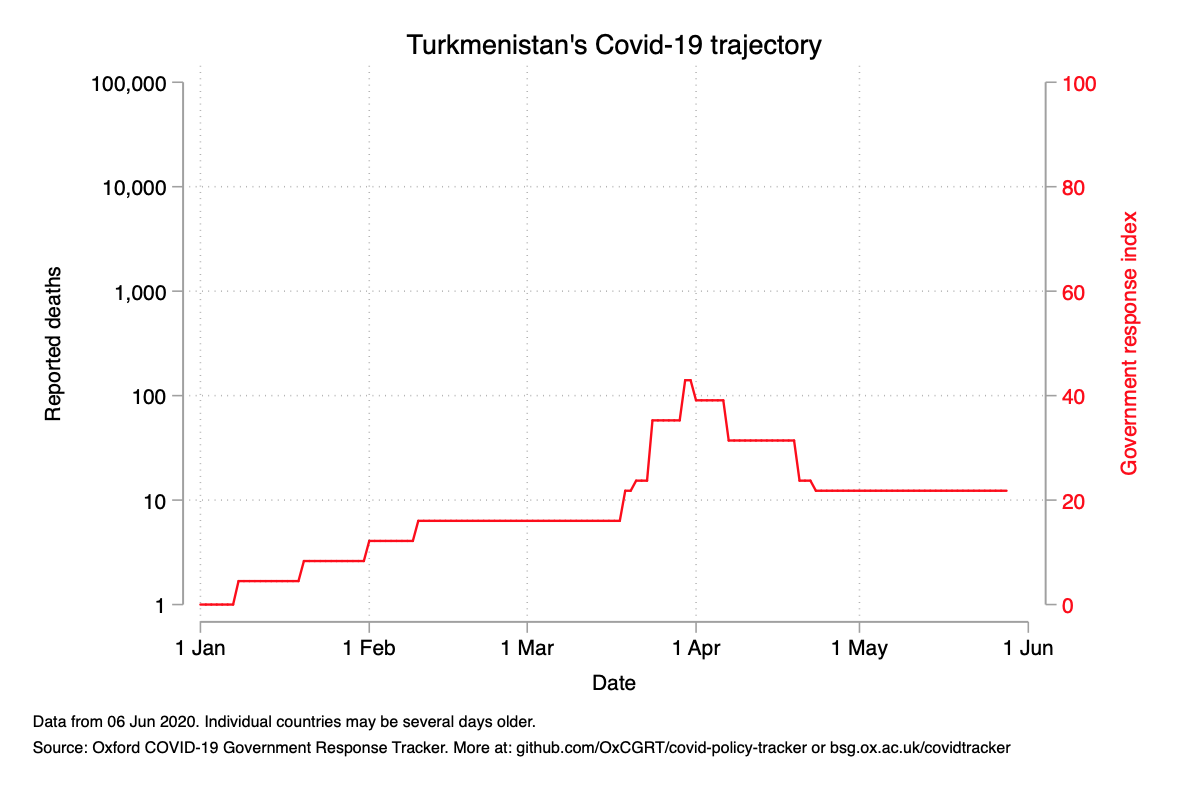 Turkmenistan's Covid-19 trajectory
100,000
10,000
1,000
100
10
1
Reported deaths
100
80
60
40
20
0
Government response index
1 Jan
1 Feb
1 Mar
1 Apr
1 May
1 Jun
Date
Data from 06 Jun 2020. Individual countries may be several days older.
Source: Oxford COVID-19 Government Response Tracker. More at: github.com/OxCGRT/covid-policy-tracker or bsg.ox.ac.uk/covidtracker